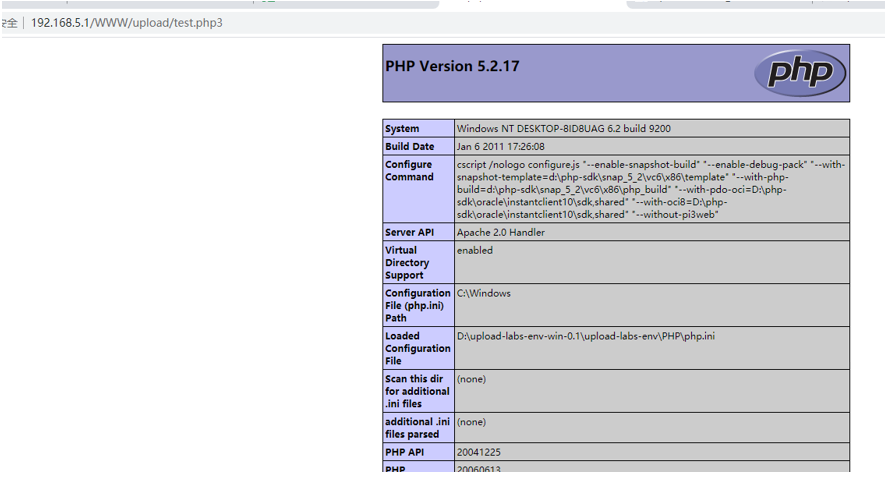 安全 | 192.168.5.1/WWW/upload/test.php3
PHP Version 5.2.17
php
System Windows NT DESKTOP-8ID8UAG 6.2 build 9200
Build Date Jan 6 2011 17:26:08
Configure Command cscript /nologo configure.js "--enable-snapshot-build" "--enable-debug-pack" "--with-
snapshot-template=d:\php-sdk\snap_5_2\vc6\x86\template" "--with-php-
build=d:\php-sdk\snap_5_2\vc6\x86\php_build" "--with-pdo-oci=D:\php-
sdk\oracle\instantclient10\sdk,shared" "--with-oci8=D:\php-
sdk\oracle\instantclient10\sdk,shared" "--without-pi3web"
Server API Apache 2.0 Handler
Virtual Directory Support enabled
Configuration File (php.ini) Path C:\Windows
Loaded Configuration File D:\upload-labs-env-win-0.1\upload-labs-env\PHP\php.ini
Scan this dir for additional .ini files (none)
additional .ini files parsed (none)
PHP API 20041225
PHP 20060613